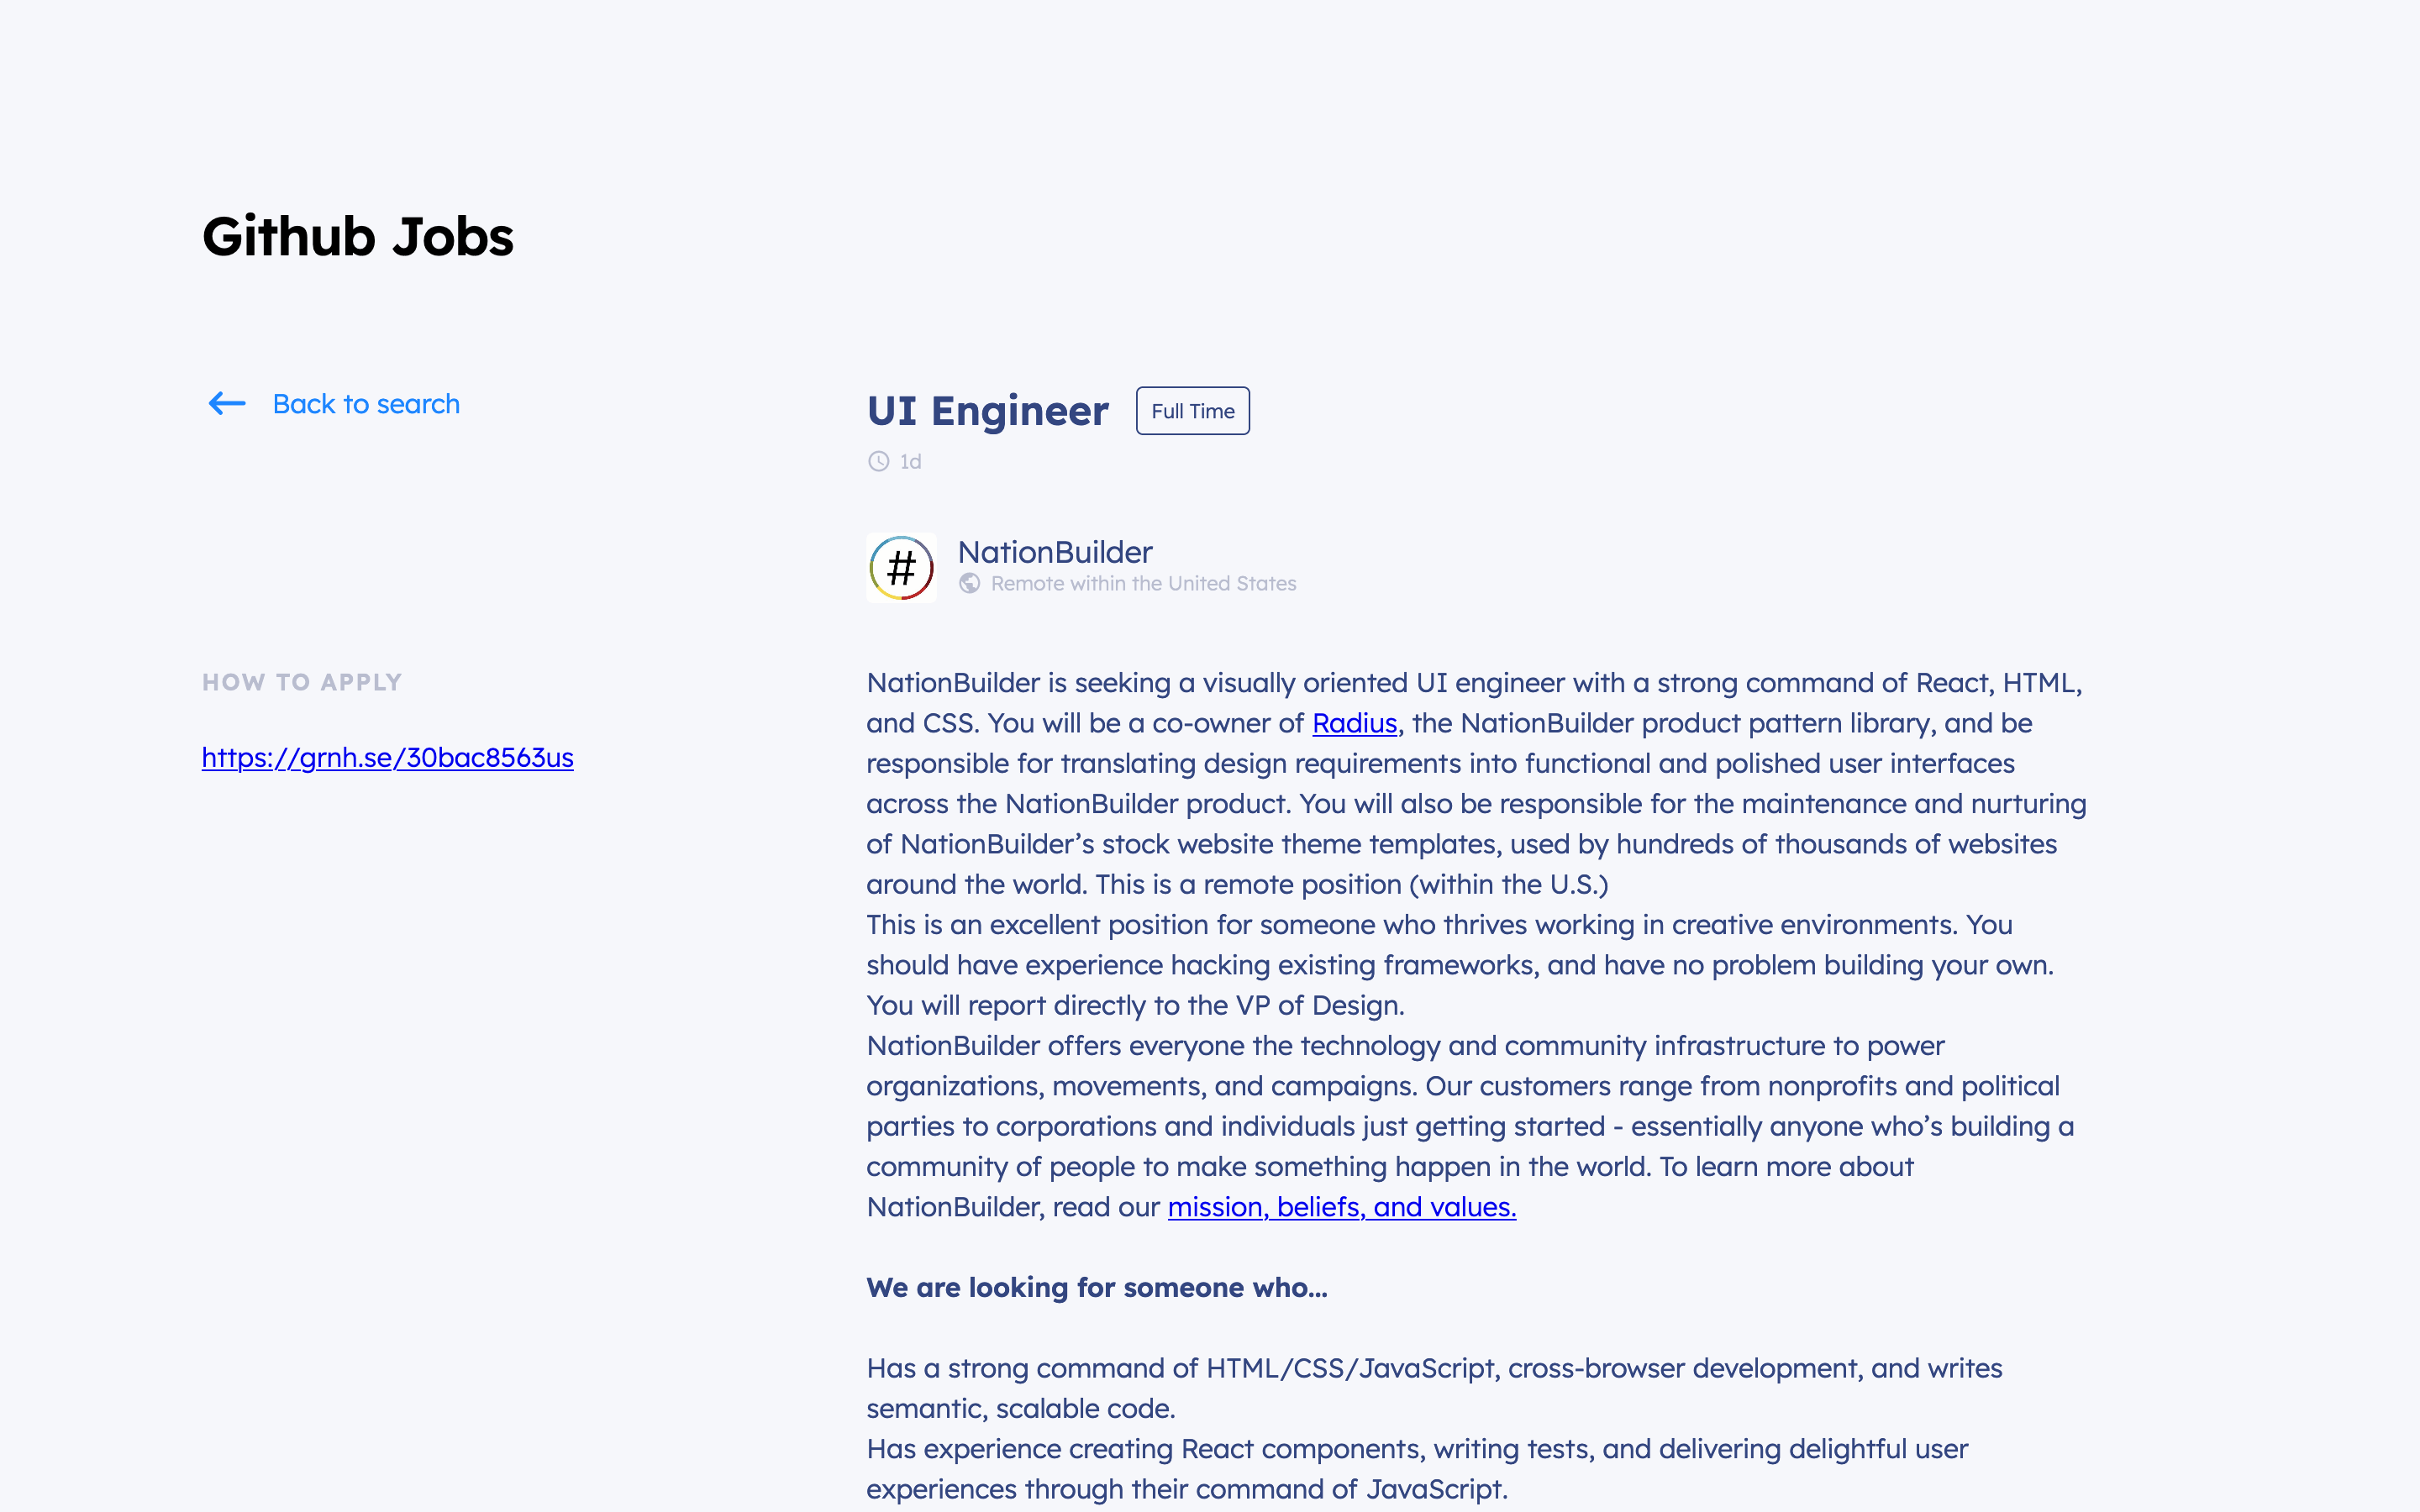 Github Jobs
Back to search
UI Engineer
Full Time
1d
#
NationBuilder
Remote within the United States
HOW TO APPLY
https://grnh.se/30bac8563us
NationBuilder is seeking a visually oriented UI engineer with a strong command of React, HTML,
and CSS. You will be a co-owner of Radius, the NationBuilder product pattern library, and be
responsible for translating design requirements into functional and polished user interfaces
across the NationBuilder product. You will also be responsible for the maintenance and nurturing
of NationBuilder’s stock website theme templates, used by hundreds of thousands of websites
around the world. This is a remote position (within the U.S.)
This is an excellent position for someone who thrives working in creative environments. You
should have experience hacking existing frameworks, and have no problem building your own.
You will report directly to the VP of Design.
NationBuilder offers everyone the technology and community infrastructure to power
organizations, movements, and campaigns. Our customers range from nonprofits and political
parties to corporations and individuals just getting started - essentially anyone who’s building a
community of people to make something happen in the world. To learn more about
NationBuilder, read our mission, beliefs, and values.
We are looking for someone who...
Has a strong command of HTML/CSS/JavaScript, cross-browser development, and writes
semantic, scalable code.
Has experience creating React components, writing tests, and delivering delightful user
experiences through their command of JavaScript.